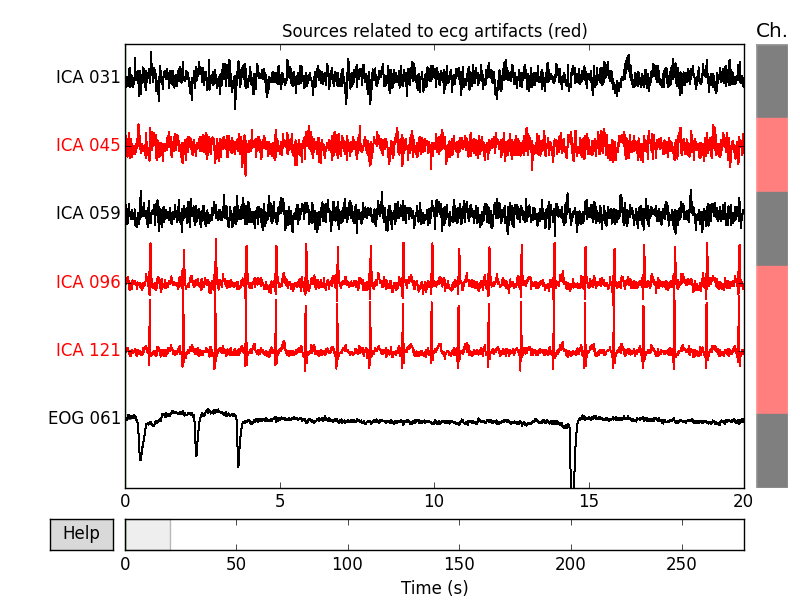 Sources related to ecg artifacts (red)
Ch.
ICA 031
ICA 045
ICA 059
ICA 096
ICA 121
EOG 061
0 5 10 15 20
Help
0 50 100 150 200 250
Time (s)